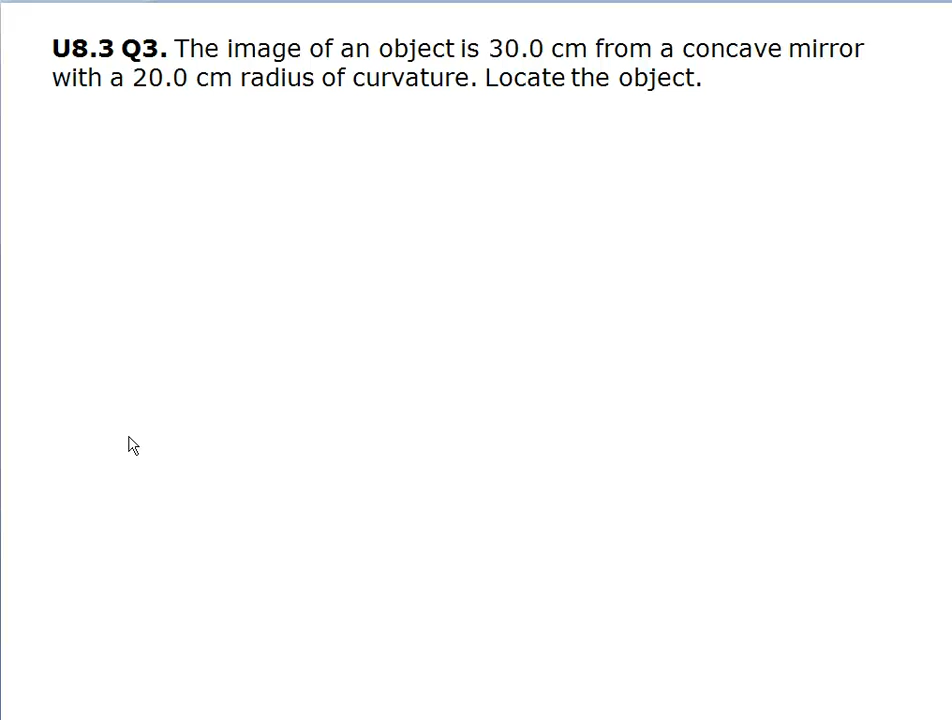 U8.3 Q3. The image of an object is 30.0 cm from a concave mirror
with a 20.0 cm radius of curvature. Locate the object.